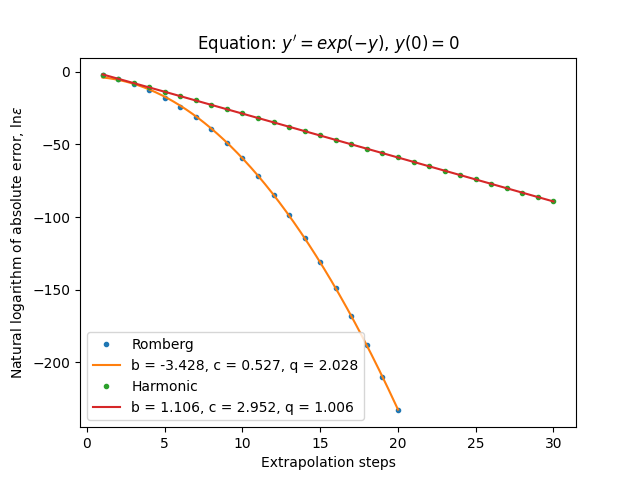 Equation: y' = exp(−y), y(0) = 0
Natural logarithm of absolute error, lnε
0
−50
−100
−150
−200
Romberg
b = -3.428, c = 0.527, q = 2.028
Harmonic
b = 1.106, c = 2.952, q = 1.006
0 5 10 15 20 25 30
Extrapolation steps